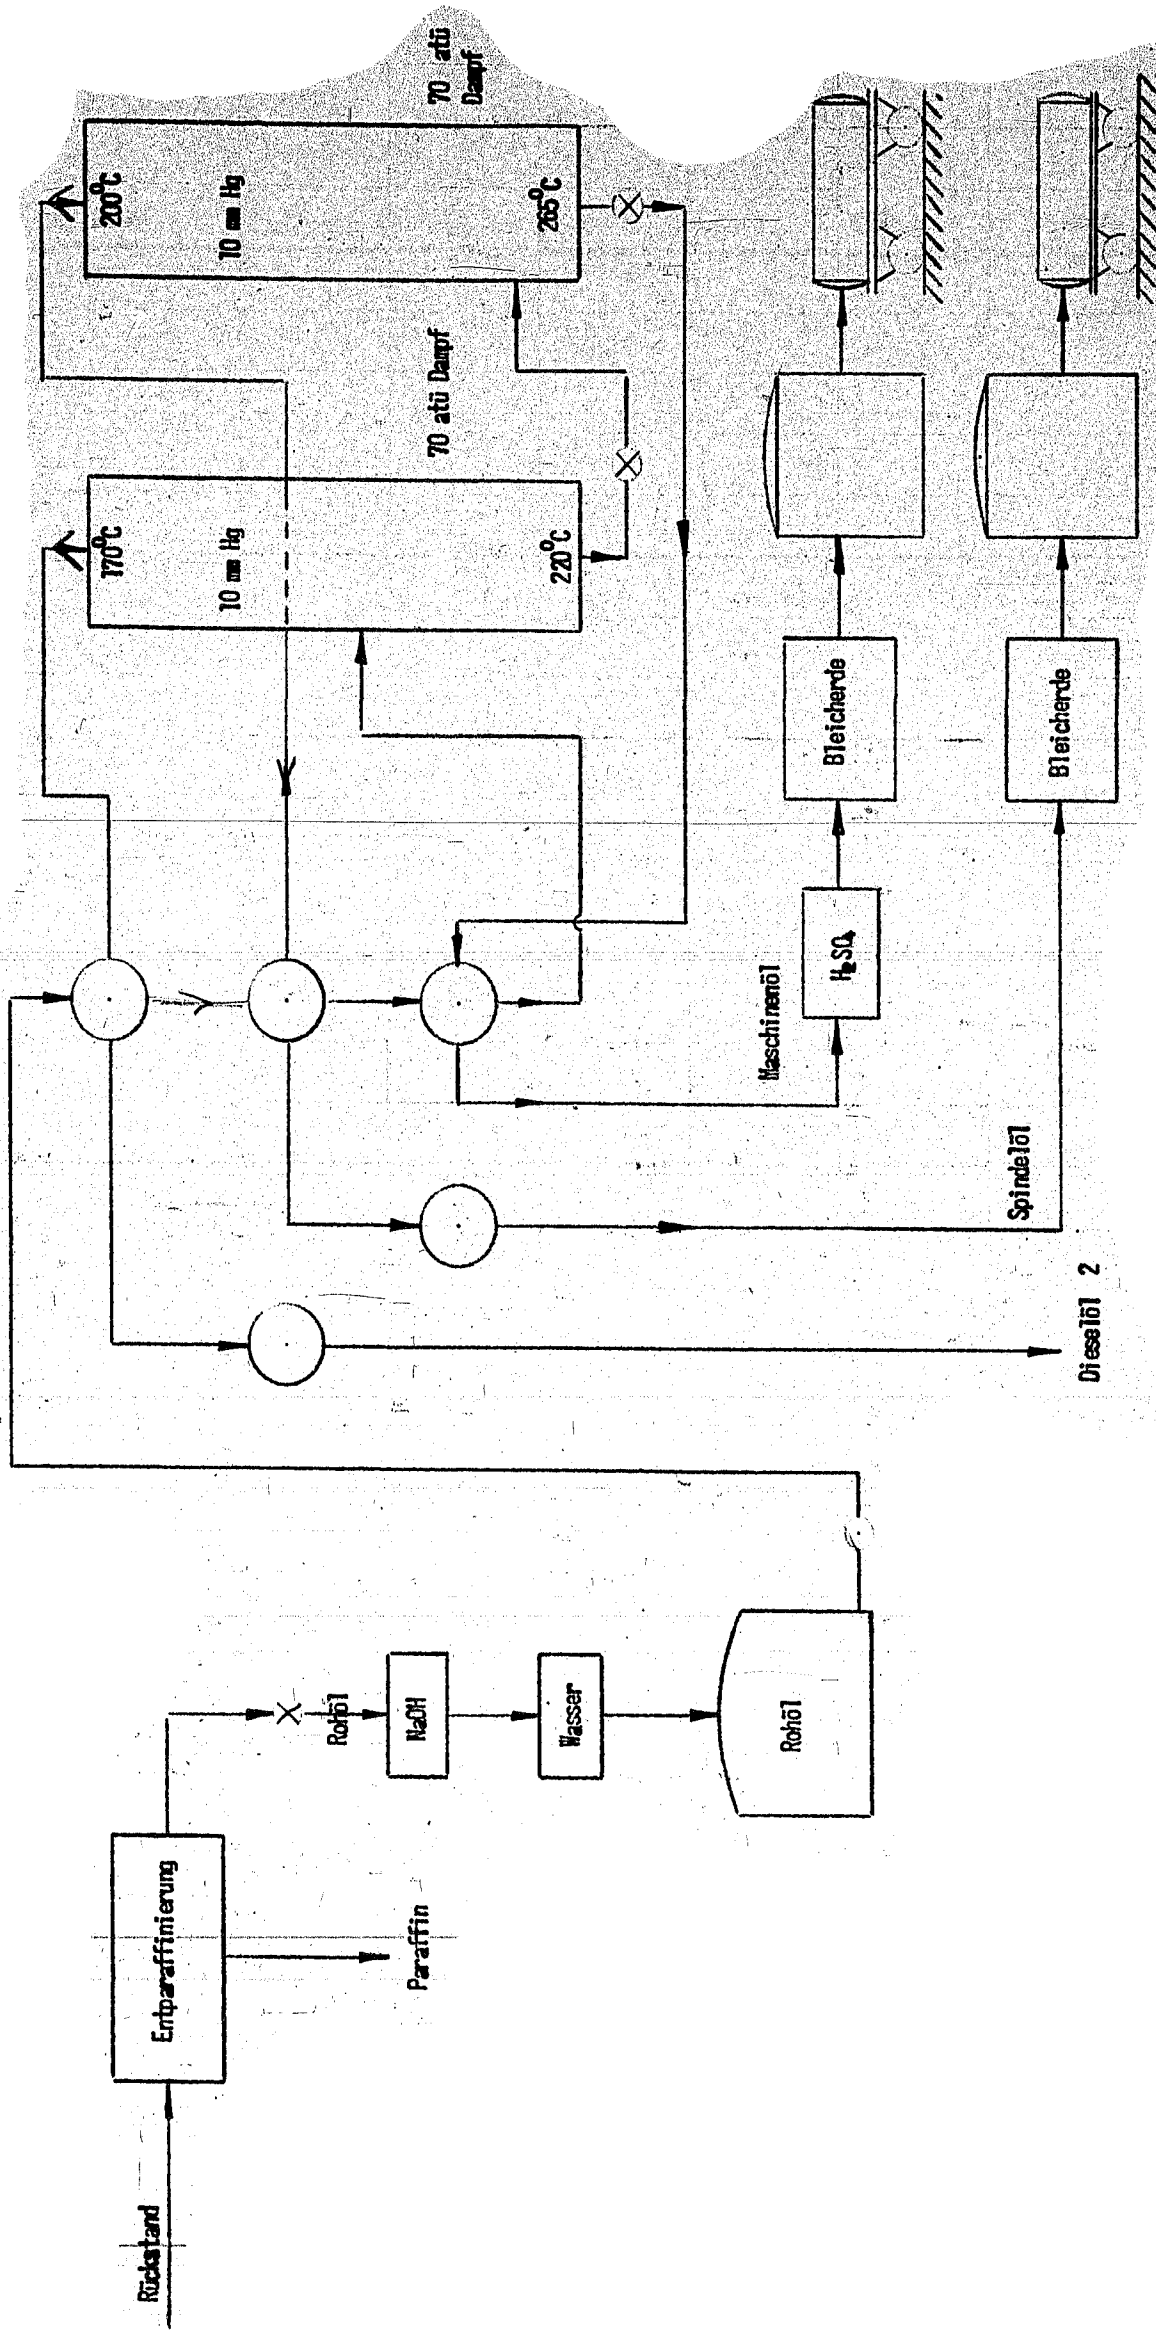 Rückstand
Entparaffinierung
Paraffin
Rohöl
NaOH
Wasser
Rohöl
Dieselöl 2
Spindelöl
Maschinenöl
H₂SO₄
Bleicherde
Bleicherde
170°C
10 mm Hg
220°C
70 atü Dampf
200°C
10 mm Hg
265°C
70 atü
Dampf